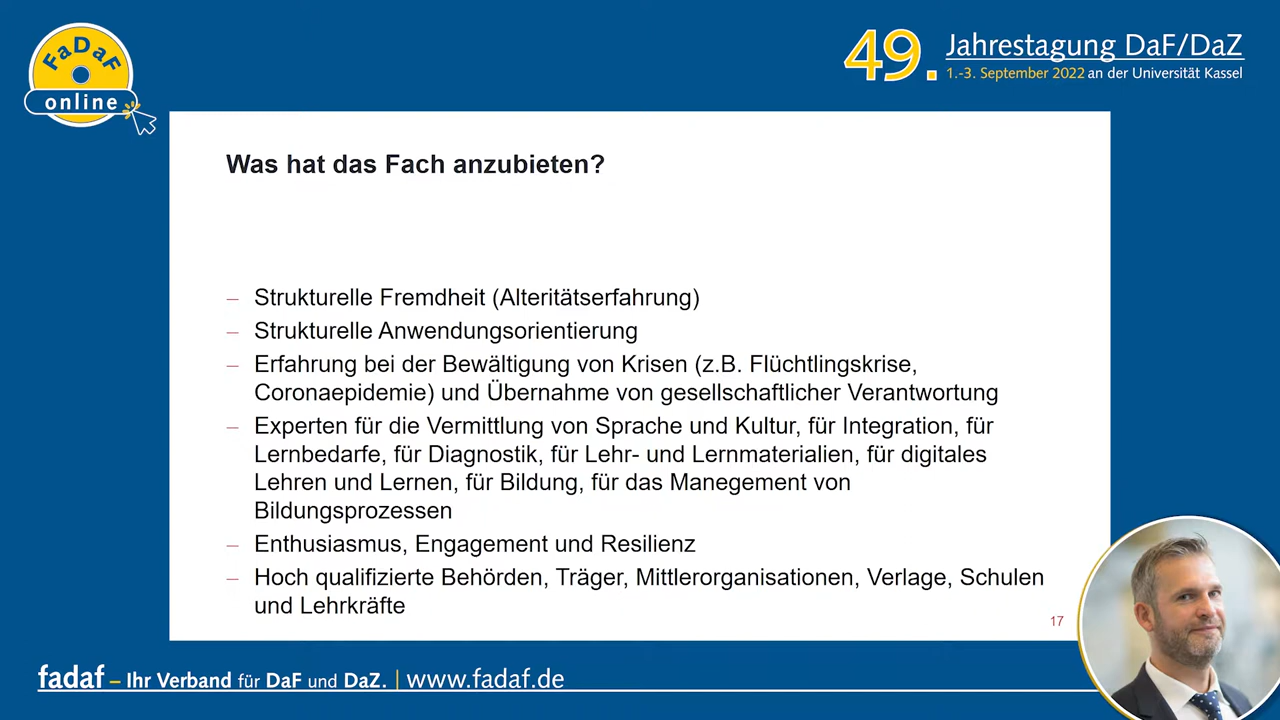 FaDaF
online
49. Jahrestagung DaF/DaZ
1.-3. September 2022 an der Universität Kassel
Was hat das Fach anzubieten?
– Strukturelle Fremdheit (Alteritätserfahrung)
– Strukturelle Anwendungsorientierung
– Erfahrung bei der Bewältigung von Krisen (z.B. Flüchtlingskrise,
Coronaepidemie) und Übernahme von gesellschaftlicher Verantwortung
– Experten für die Vermittlung von Sprache und Kultur, für Integration, für
Lernbedarfe, für Diagnostik, für Lehr- und Lernmaterialien, für digitales
Lehren und Lernen, für Bildung, für das Manegement von
Bildungsprozessen
– Enthusiasmus, Engagement und Resilienz
– Hoch qualifizierte Behörden, Träger, Mittlerorganisationen, Verlage, Schulen
und Lehrkräfte
17
fadaf – Ihr Verband für DaF und DaZ. | www.fadaf.de